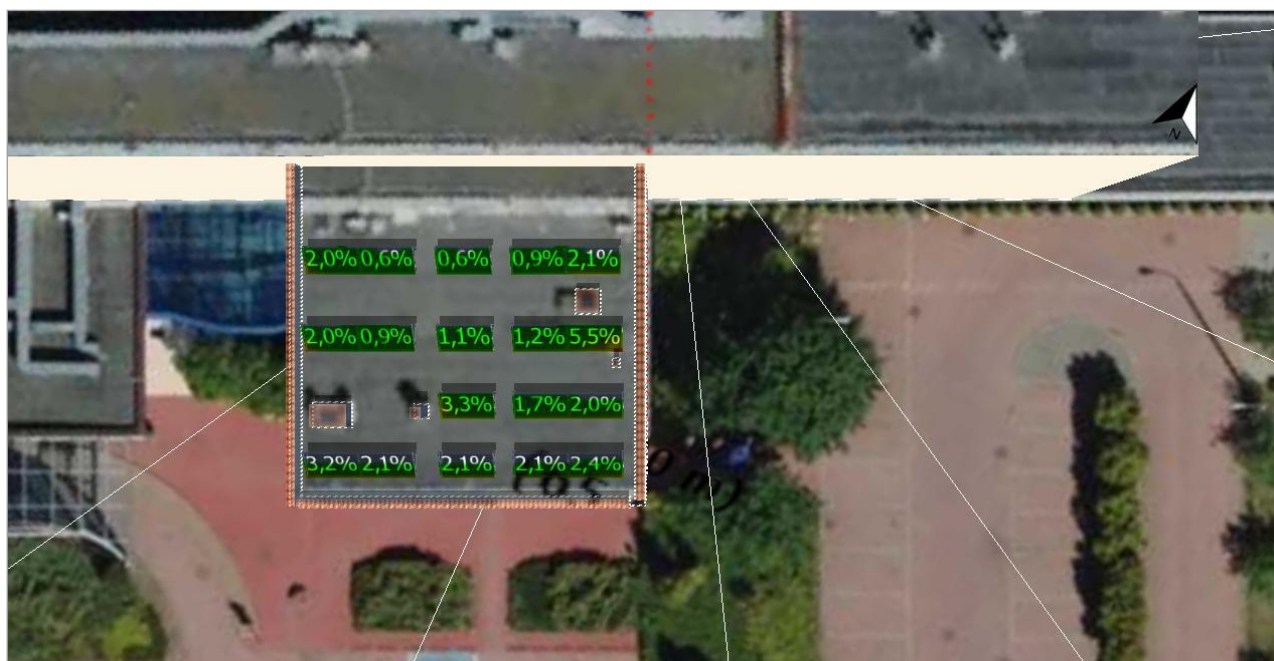 N
2,0% 0,6% 0,6% 0,9% 2,1%
2,0% 0,9% 1,1% 1,2% 5,5%
3,3% 1,7% 2,0%
3,2% 2,1% 2,1% 2,1% 2,4%